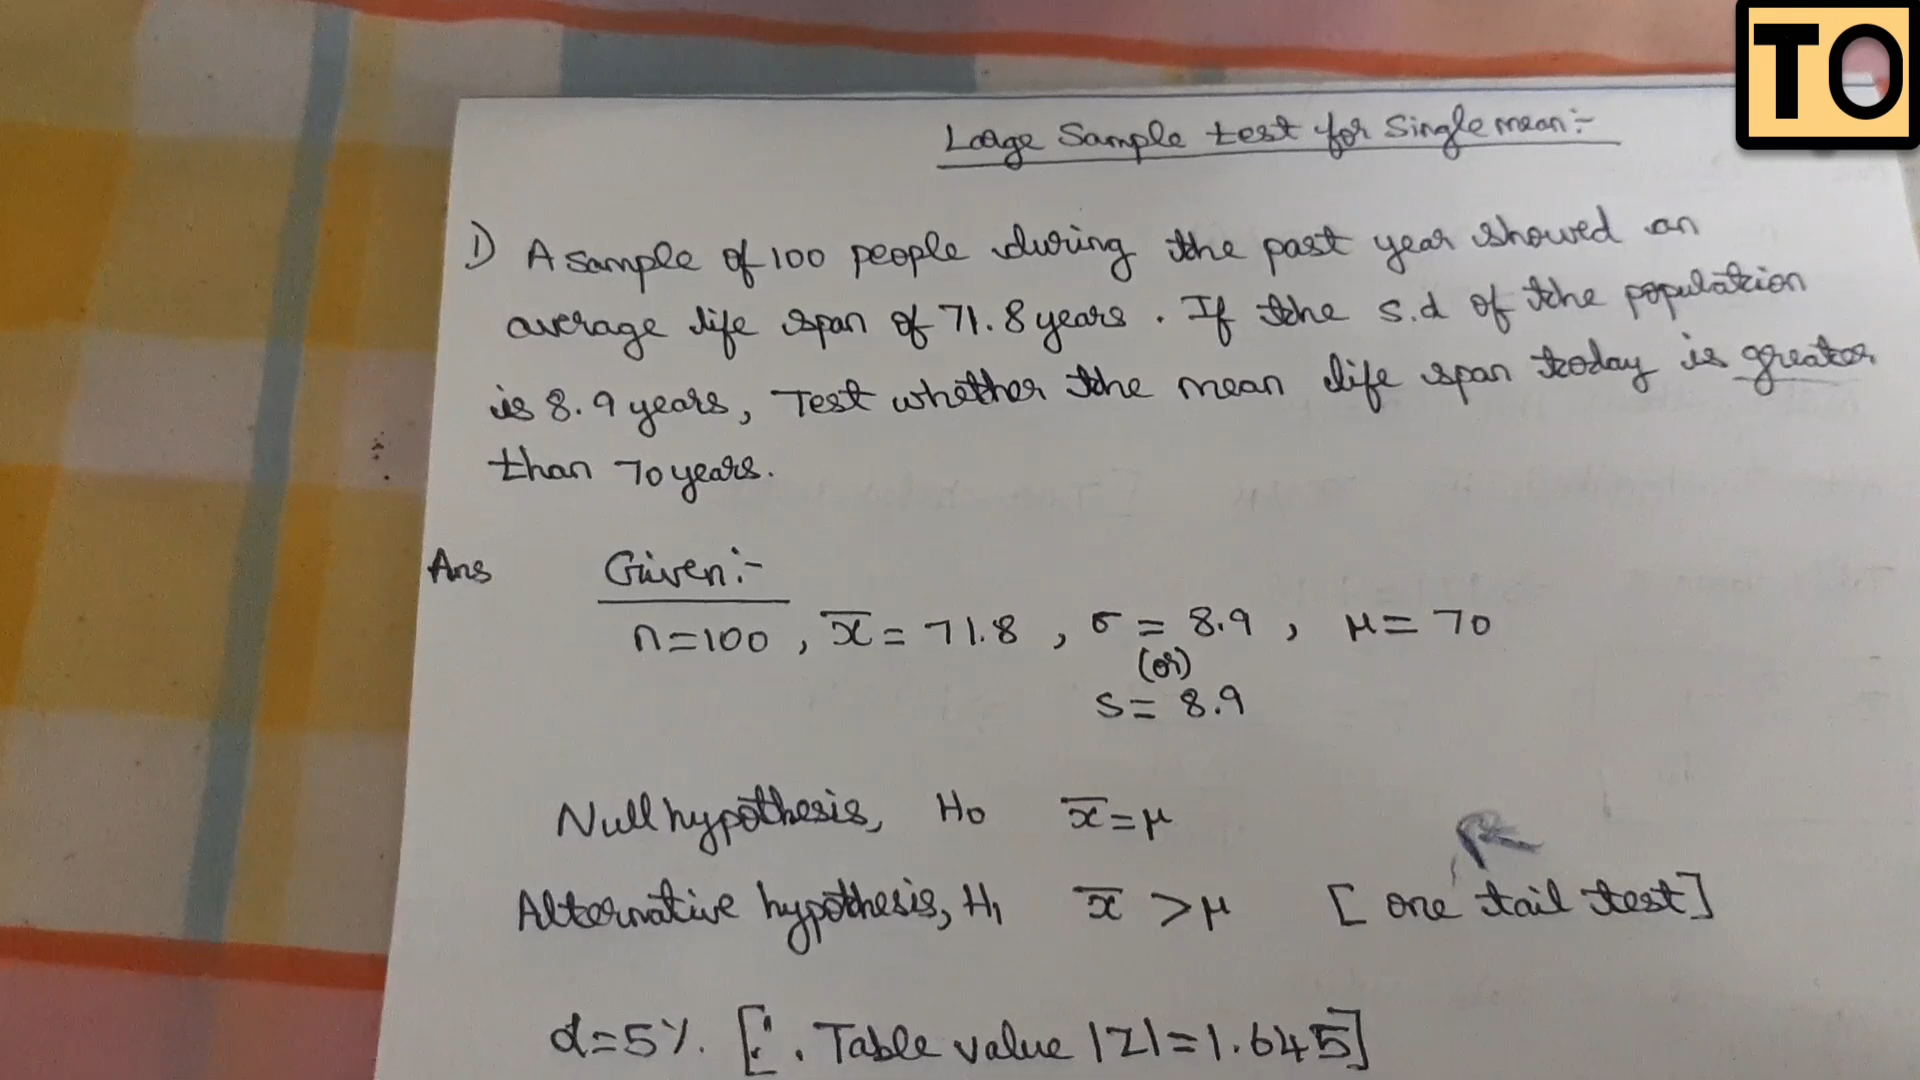 TO
Large Sample test for Single mean:-
1) A sample of 100 people during the past year showed an
average life span of 71.8 years. If the s.d of the population
is 8.9 years, Test whether the mean life span today is greater
than 70 years.
Ans Given:-
n=100, x̄ = 71.8, σ = 8.9, μ = 70
(or)
s = 8.9
Null hypothesis, H₀ x̄ = μ
Alternative hypothesis, H₁ x̄ > μ [one tail test]
α=5%. [∵ Table value |Z|=1.645]